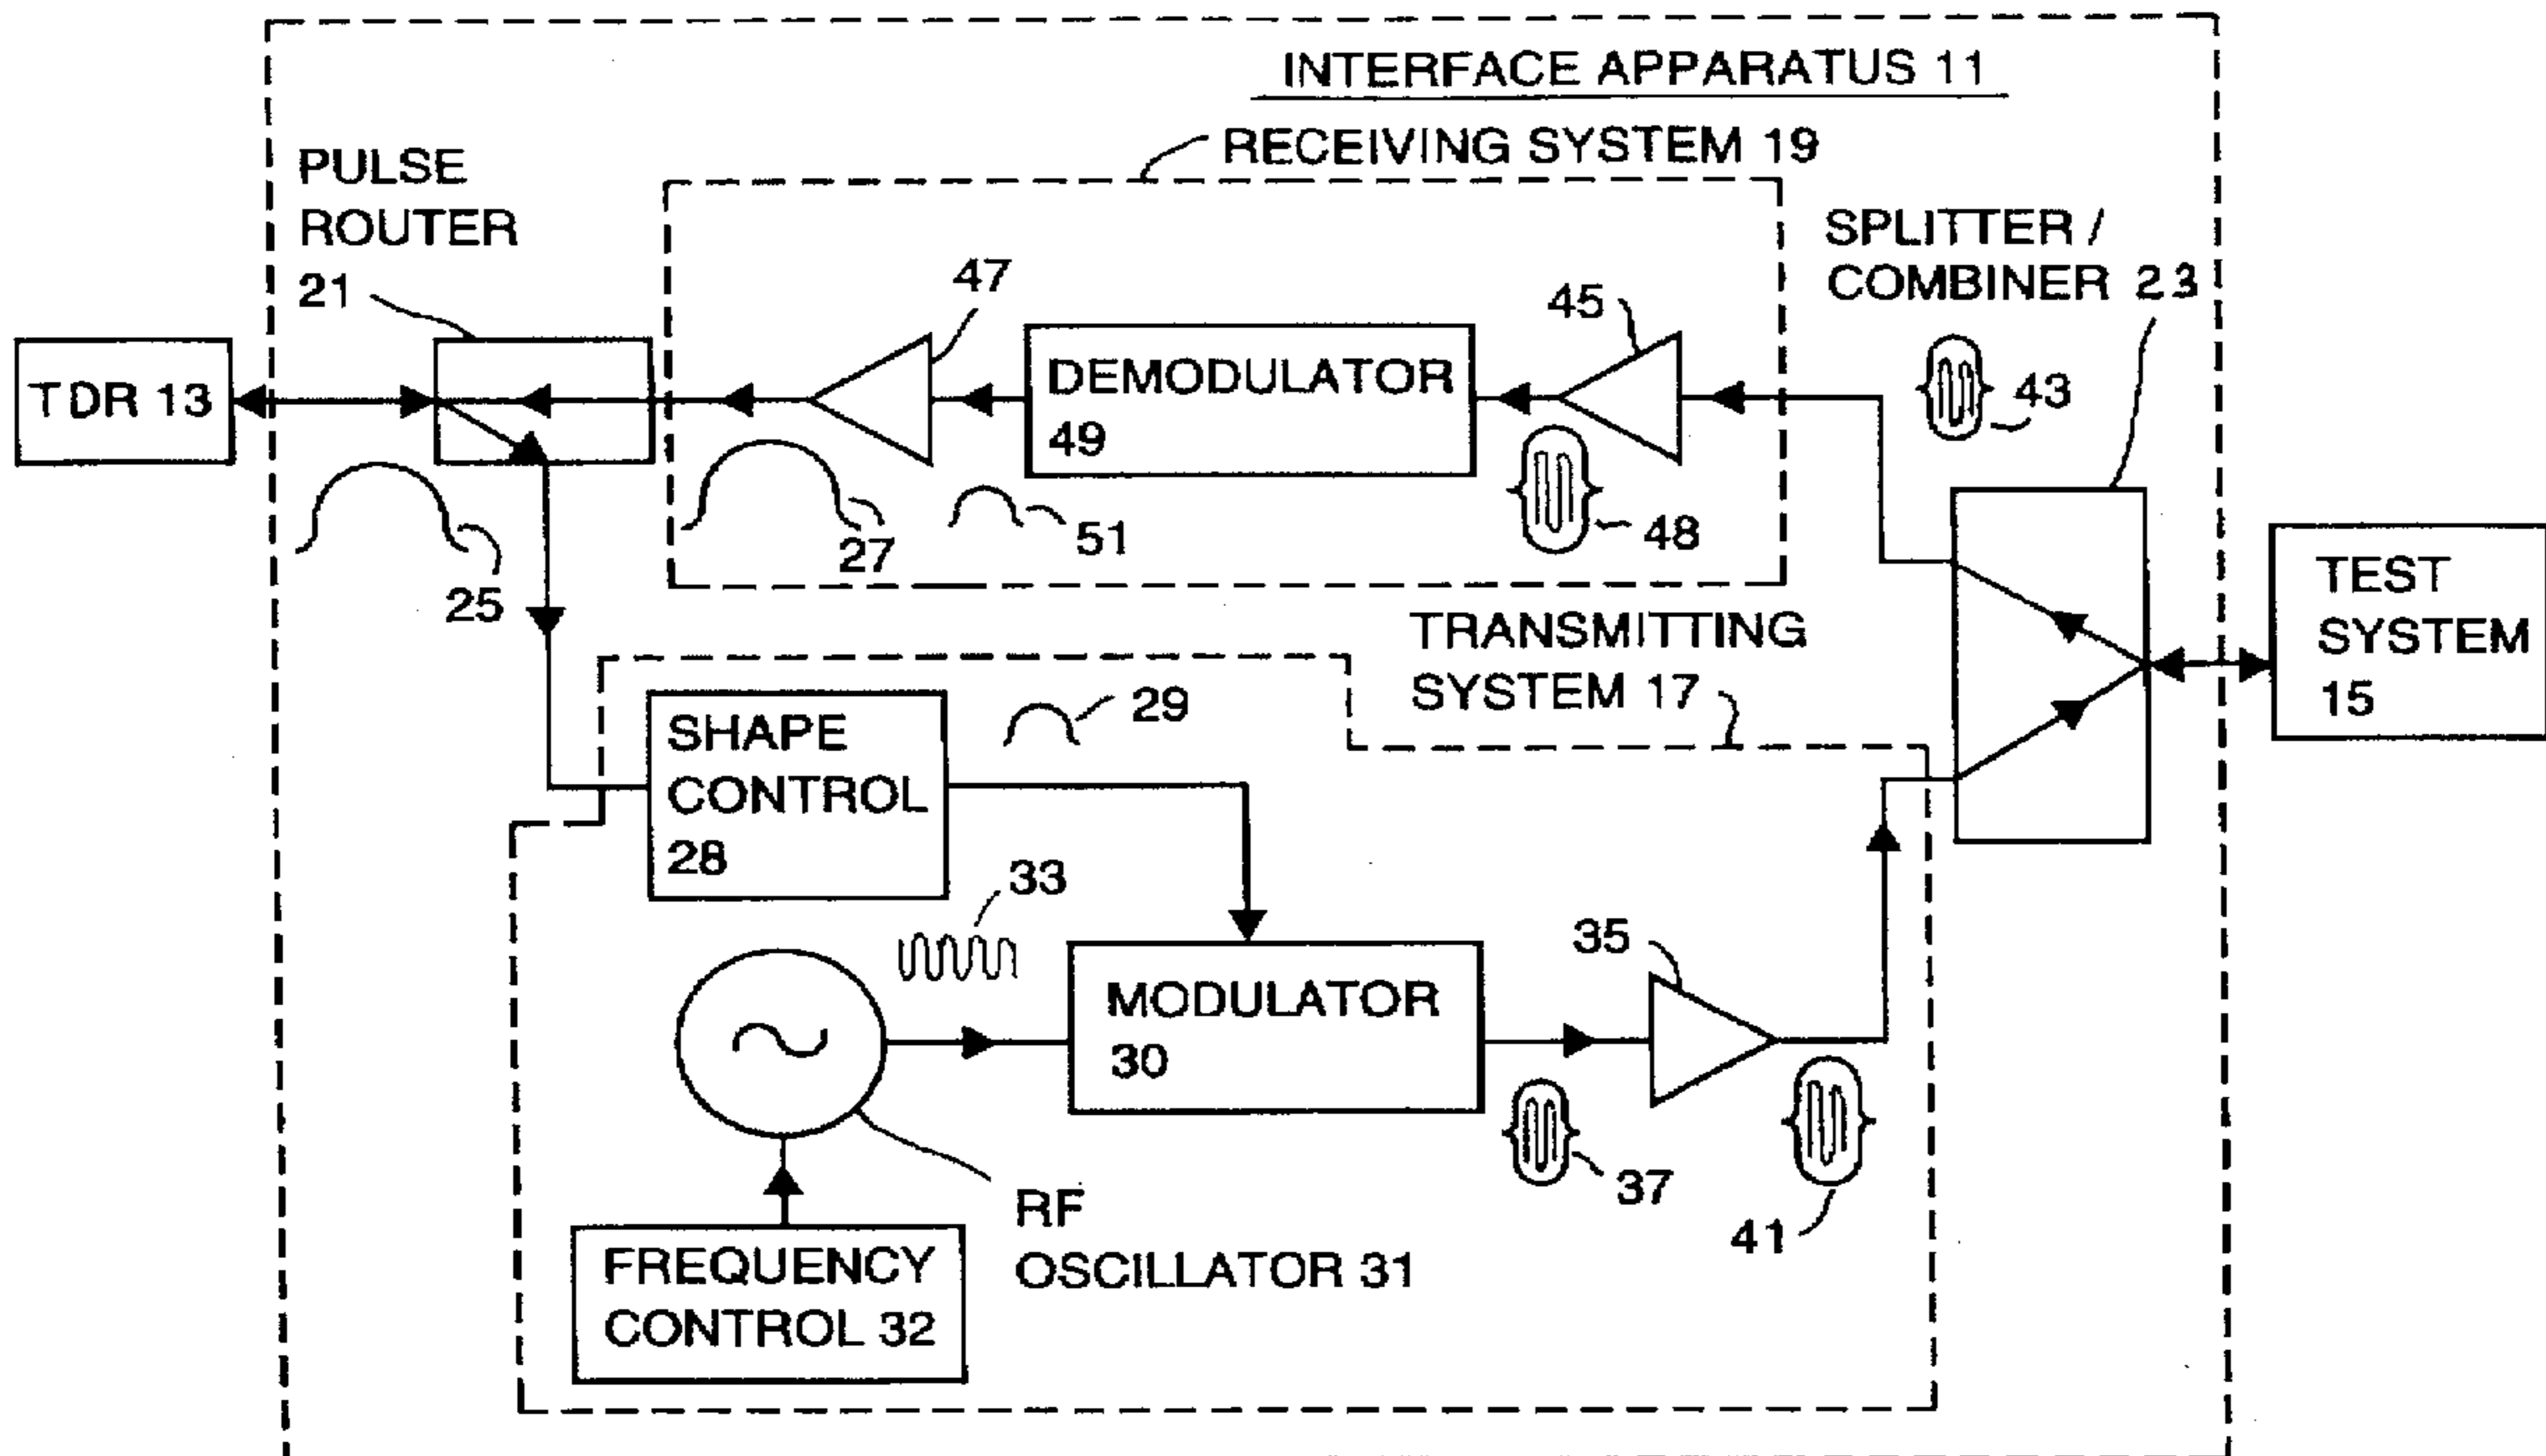 INTERFACE APPARATUS 11
RECEIVING SYSTEM 19
PULSE
ROUTER
21
SPLITTER /
COMBINER 23
47
45
43
TDR 13
DEMODULATOR
49
48
51
27
25
TEST
SYSTEM
15
TRANSMITTING
SYSTEM 17
29
SHAPE
CONTROL
28
33
35
MODULATOR
30
37
41
RF
OSCILLATOR 31
FREQUENCY
CONTROL 32